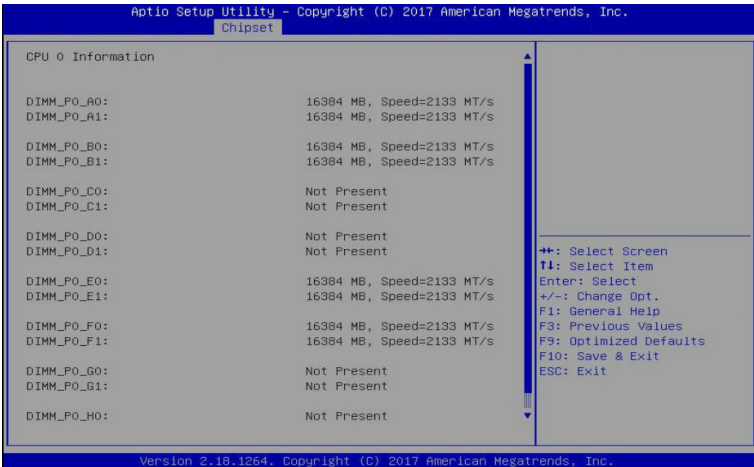 Aptio Setup Utility – Copyright (C) 2017 American Megatrends, Inc.
Chipset
CPU 0 Information
DIMM_P0_A0: 16384 MB, Speed=2133 MT/s
DIMM_P0_A1: 16384 MB, Speed=2133 MT/s
DIMM_P0_B0: 16384 MB, Speed=2133 MT/s
DIMM_P0_B1: 16384 MB, Speed=2133 MT/s
DIMM_P0_C0: Not Present
DIMM_P0_C1: Not Present
DIMM_P0_D0: Not Present
DIMM_P0_D1: Not Present
DIMM_P0_E0: 16384 MB, Speed=2133 MT/s
DIMM_P0_E1: 16384 MB, Speed=2133 MT/s
DIMM_P0_F0: 16384 MB, Speed=2133 MT/s
DIMM_P0_F1: 16384 MB, Speed=2133 MT/s
DIMM_P0_G0: Not Present
DIMM_P0_G1: Not Present
DIMM_P0_H0: Not Present
→←: Select Screen
↑↓: Select Item
Enter: Select
+/-: Change Opt.
F1: General Help
F3: Previous Values
F9: Optimized Defaults
F10: Save & Exit
ESC: Exit
Version 2.18.1264. Copyright (C) 2017 American Megatrends, Inc.